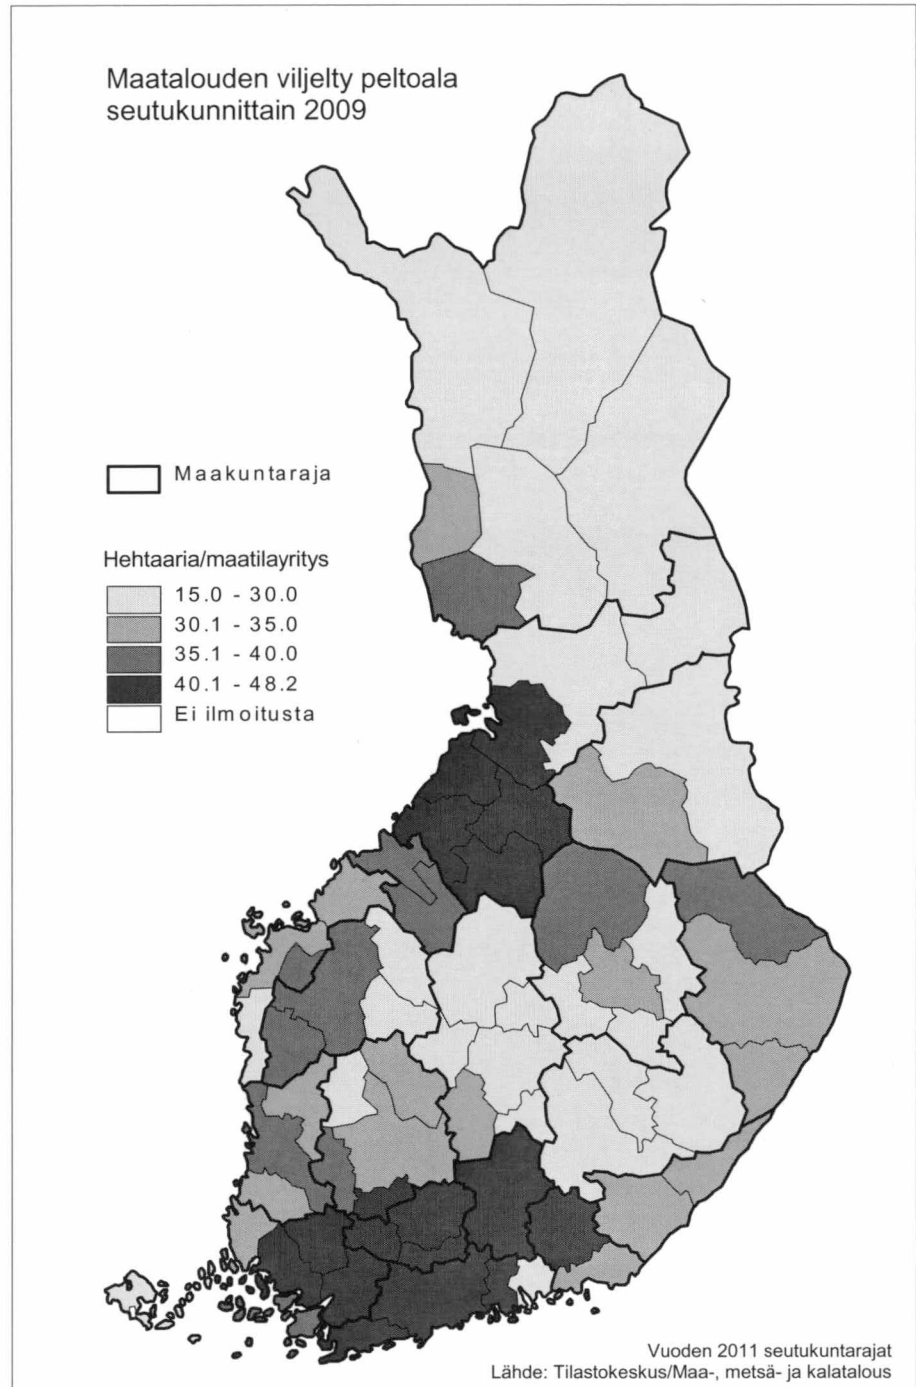 Maatalouden viljelty peltoala
seutukunnittain 2009
Maakuntaraja
Hehtaaria/maatilayritys
15.0 - 30.0
30.1 - 35.0
35.1 - 40.0
40.1 - 48.2
Ei ilmoitusta
Vuoden 2011 seutukuntarajat
Lähde: Tilastokeskus/Maa-, metsä- ja kalatalous